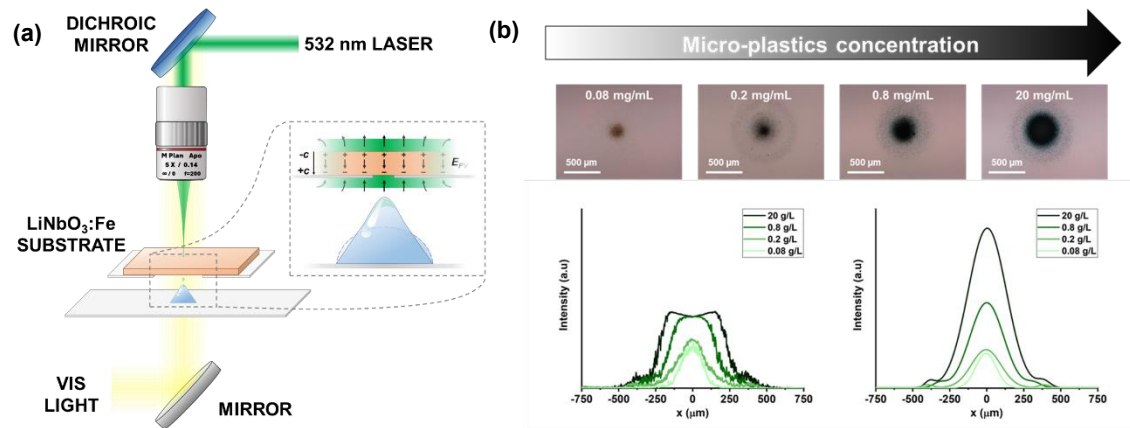 (a)
DICHROIC
MIRROR
532 nm LASER
M Plan Apo
5X / 0.14
∞/0 f=200
-c
+c
E_PV
LiNbO₃:Fe
SUBSTRATE
VIS
LIGHT
MIRROR
(b)
Micro-plastics concentration
0.08 mg/mL
0.2 mg/mL
0.8 mg/mL
20 mg/mL
500 µm
500 µm
500 µm
500 µm
Intensity (a.u)
20 g/L
0.8 g/L
0.2 g/L
0.08 g/L
-750 -500 -250 0 250 500 750
x (µm)
Intensity (a.u)
20 g/L
0.8 g/L
0.2 g/L
0.08 g/L
-750 -500 -250 0 250 500 750
x (µm)